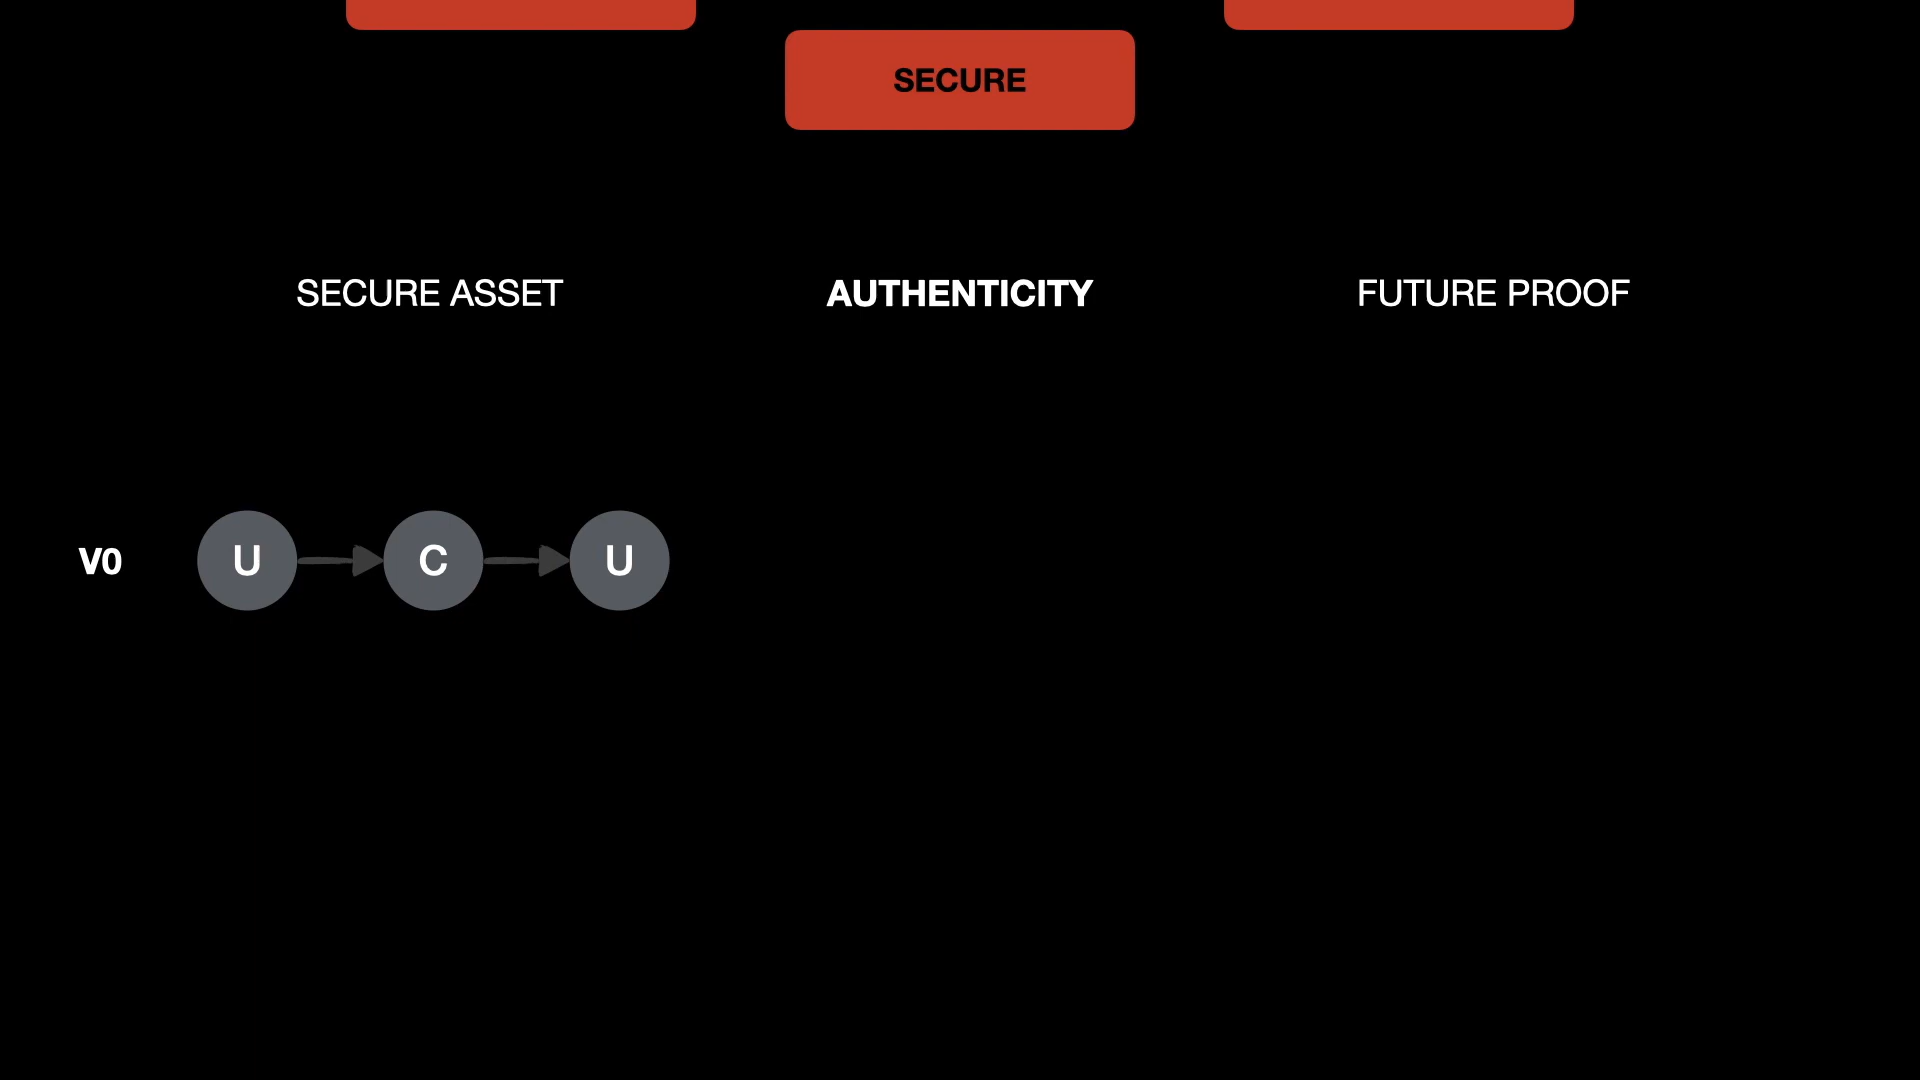 SECURE
SECURE ASSET
AUTHENTICITY
FUTURE PROOF
V0
U
C
U